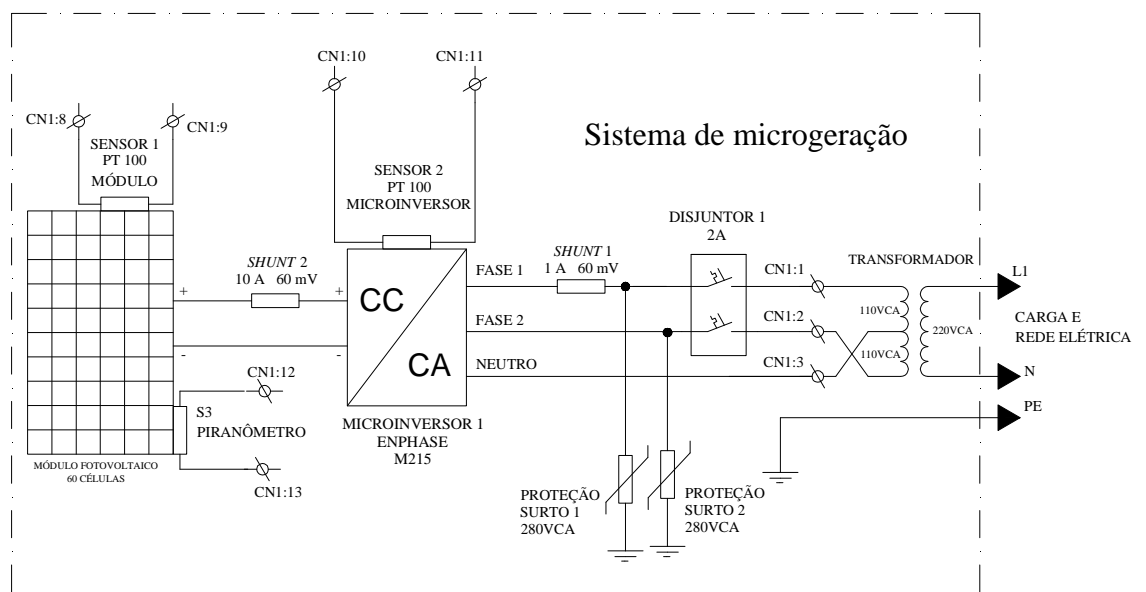 CN1:10
CN1:11
CN1:8
CN1:9
SENSOR 1
PT 100
MÓDULO
SENSOR 2
PT 100
MICROINVERSOR
Sistema de microgeração
DISJUNTOR 1
2A
SHUNT 2
10 A 60 mV
FASE 1
SHUNT 1
1 A 60 mV
CN1:1
TRANSFORMADOR
L1
+
+
CC
110VCA
CARGA E
REDE ELÉTRICA
FASE 2
CN1:2
220VCA
110VCA
-
-
CA
NEUTRO
CN1:3
N
CN1:12
PE
S3
PIRANÔMETRO
MICROINVERSOR 1
ENPHASE
M215
MÓDULO FOTOVOLTAICO
60 CÉLULAS
CN1:13
PROTEÇÃO
SURTO 1
280VCA
PROTEÇÃO
SURTO 2
280VCA